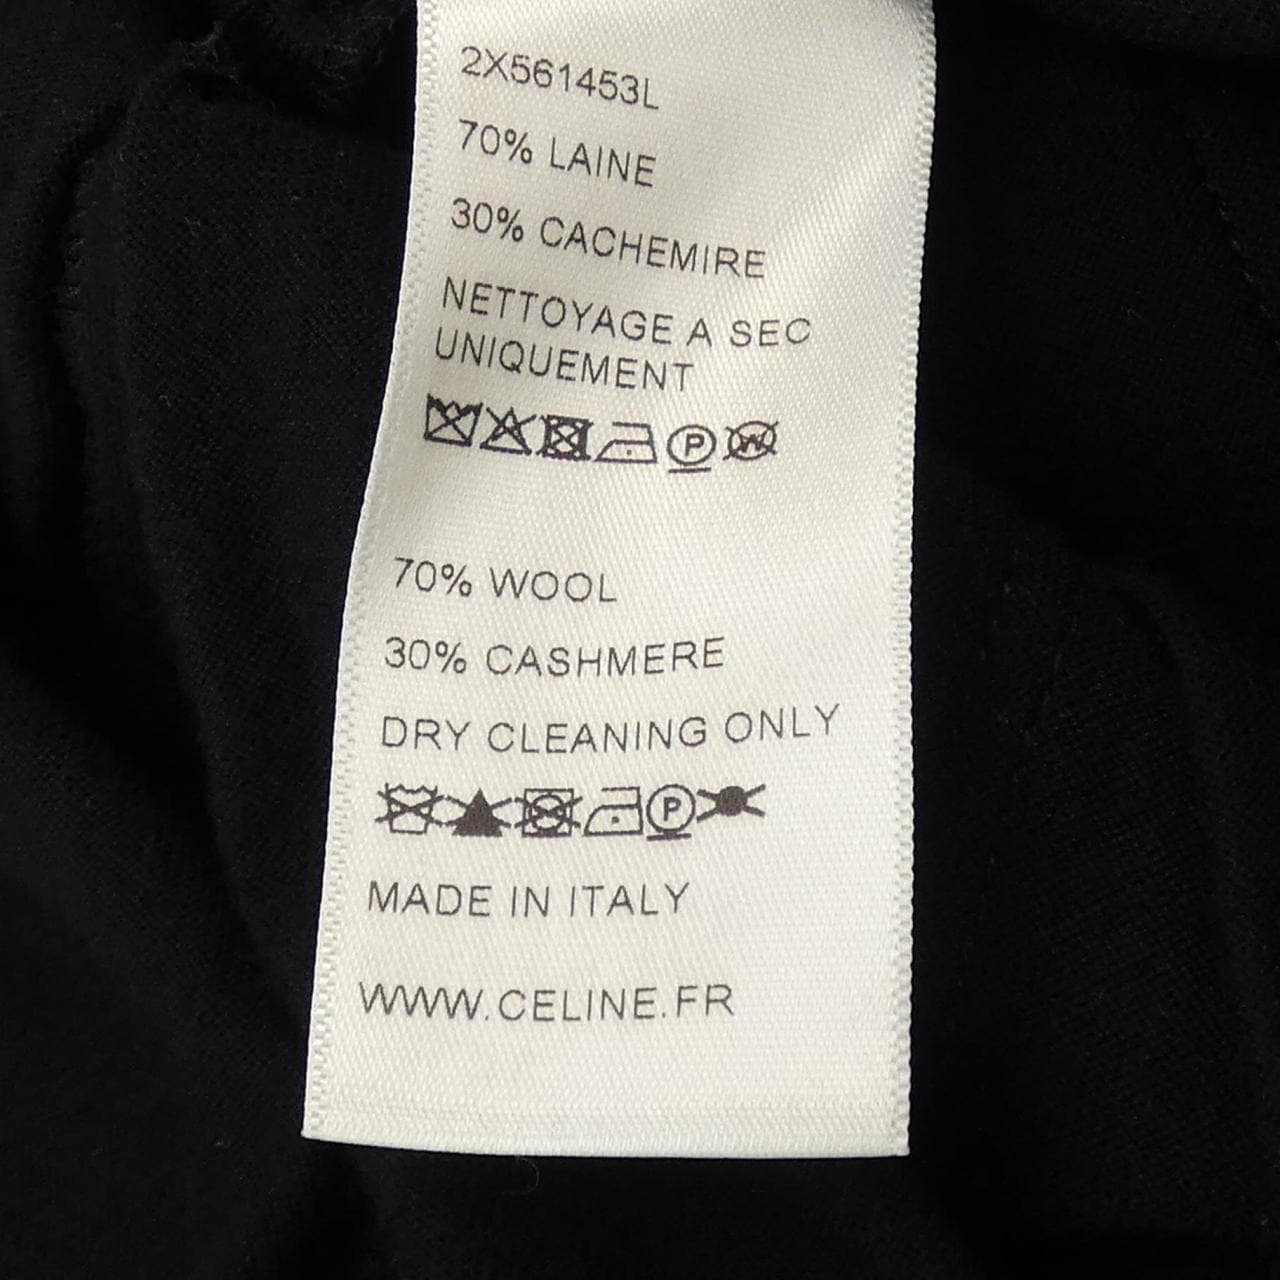 2X561453L
70% LAINE
30% CACHEMIRE
NETTOYAGE A SEC
UNIQUEMENT
P W
70% WOOL
30% CASHMERE
DRY CLEANING ONLY
P
MADE IN ITALY
WWW.CELINE.FR